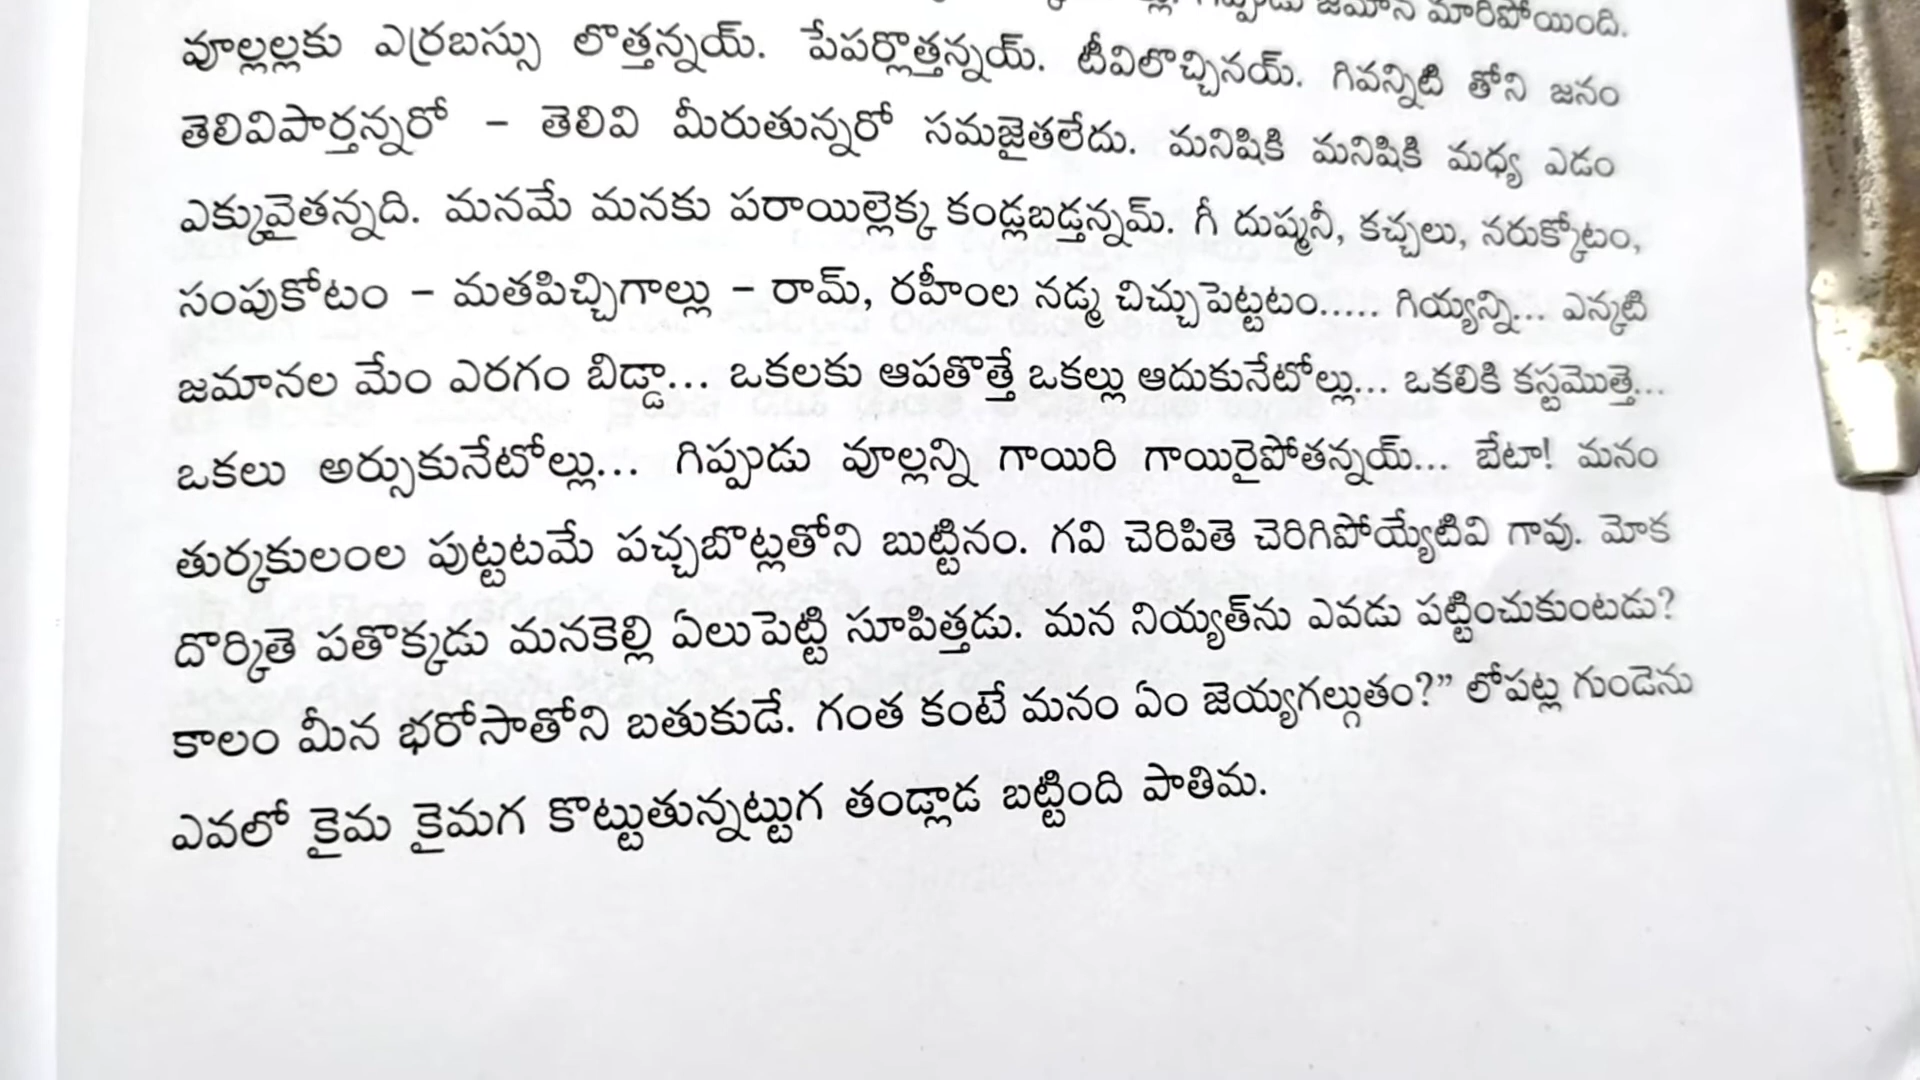 గిప్పుడు జమాన మారిపోయింది.
వూల్లల్లకు ఎర్రబస్సు లొత్తన్నయ్. పేపర్లొత్తన్నయ్. టీవిలొచ్చినయ్. గివన్నిటి తోని జనం
తెలివిపార్తన్నరో – తెలివి మీరుతున్నరో సమజైతలేదు. మనిషికి మనిషికి మధ్య ఎడం
ఎక్కువైతన్నది. మనమే మనకు పరాయిల్లెక్క కండ్లబడ్తన్నమ్. గీ దుష్మనీ, కచ్చలు, నరుక్కోటం,
సంపుకోటం – మతపిచ్చిగాల్లు – రామ్, రహీంల నడ్మ చిచ్చుపెట్టటం..... గియ్యన్ని... ఎన్కటి
జమానల మేం ఎరగం బిడ్డా... ఒకలకు ఆపతొత్తే ఒకల్లు ఆదుకునేటోల్లు... ఒకలికి కస్టమొత్తె...
ఒకలు అర్సుకునేటోల్లు... గిప్పుడు వూల్లన్ని గాయిరి గాయిరైపోతన్నయ్... బేటా! మనం
తుర్కకులంల పుట్టటమే పచ్చబొట్లతోని బుట్టినం. గవి చెరిపితె చెరిగిపోయ్యేటివి గావు. మోక
దొర్కితె పతొక్కడు మనకెల్లి ఏలుపెట్టి సూపిత్తడు. మన నియ్యత్‌ను ఎవడు పట్టించుకుంటడు?
కాలం మీన భరోసాతోని బతుకుడే. గంత కంటే మనం ఏం జెయ్యగల్గుతం?” లోపట్ల గుండెను
ఎవలో కైమ కైమగ కొట్టుతున్నట్టుగ తండ్లాడ బట్టింది పాతిమ.